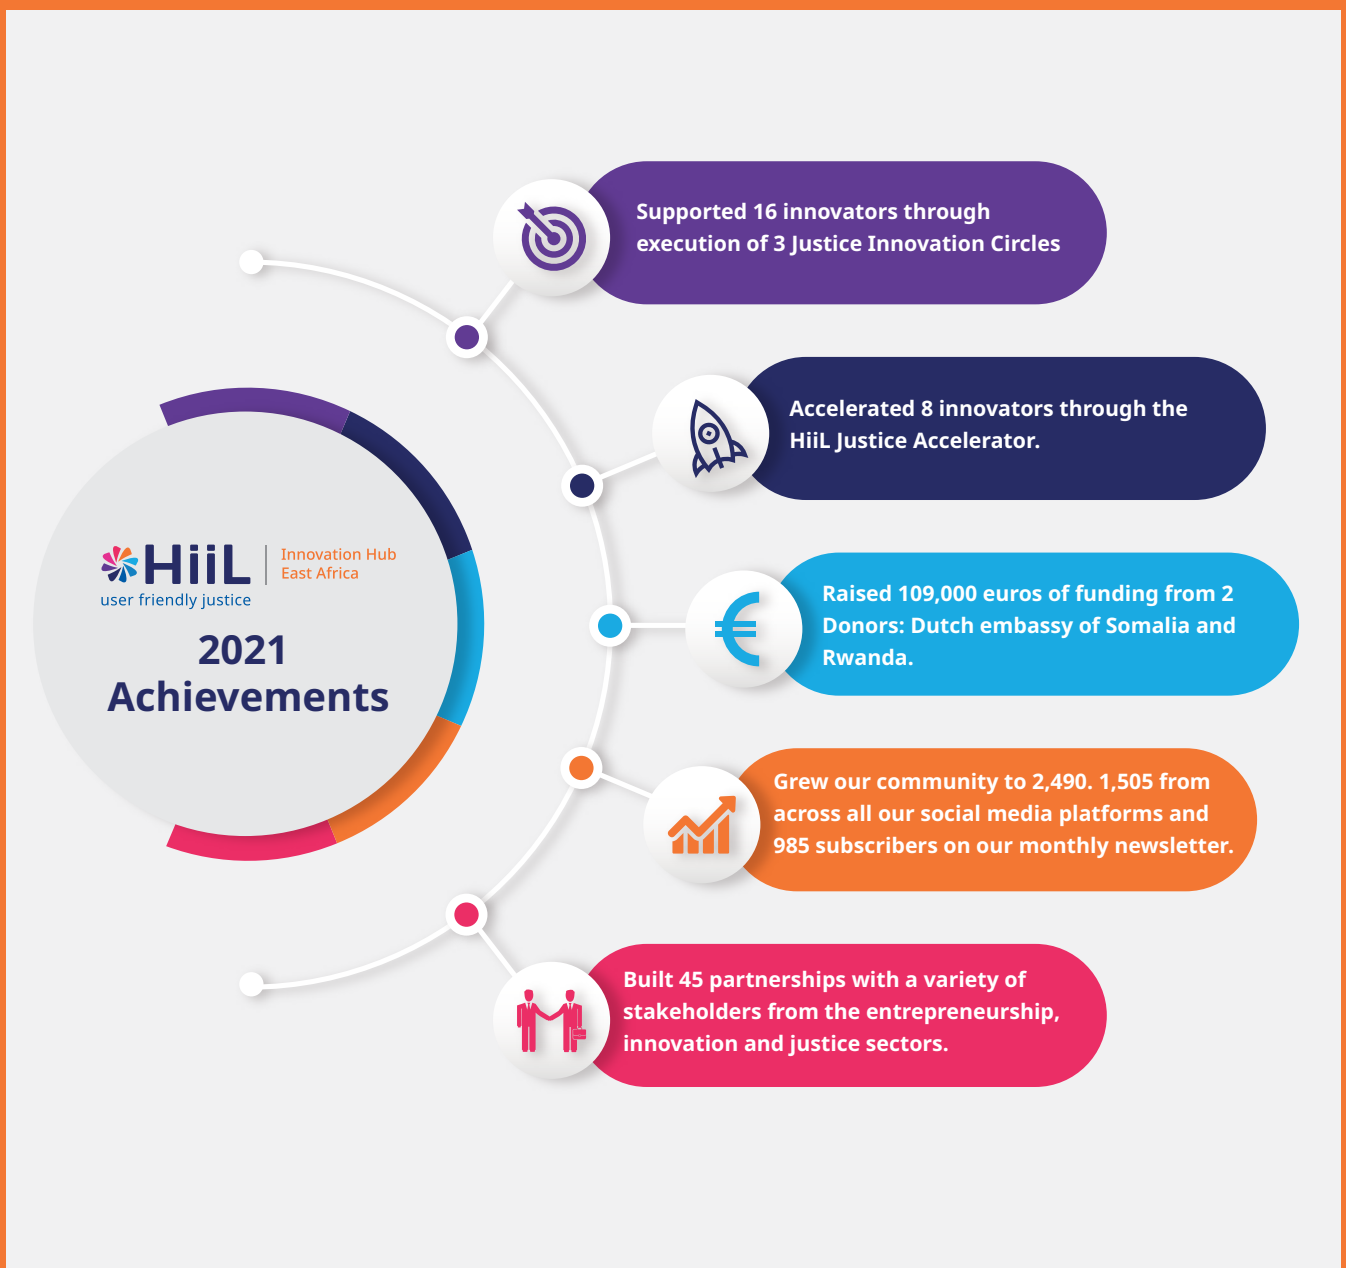 HiiL
Innovation Hub
East Africa
user friendly justice
2021
Achievements
Supported 16 innovators through
execution of 3 Justice Innovation Circles
Accelerated 8 innovators through the
HiiL Justice Accelerator.
Raised 109,000 euros of funding from 2
Donors: Dutch embassy of Somalia and
Rwanda.
Grew our community to 2,490. 1,505 from
across all our social media platforms and
985 subscribers on our monthly newsletter.
Built 45 partnerships with a variety of
stakeholders from the entrepreneurship,
innovation and justice sectors.